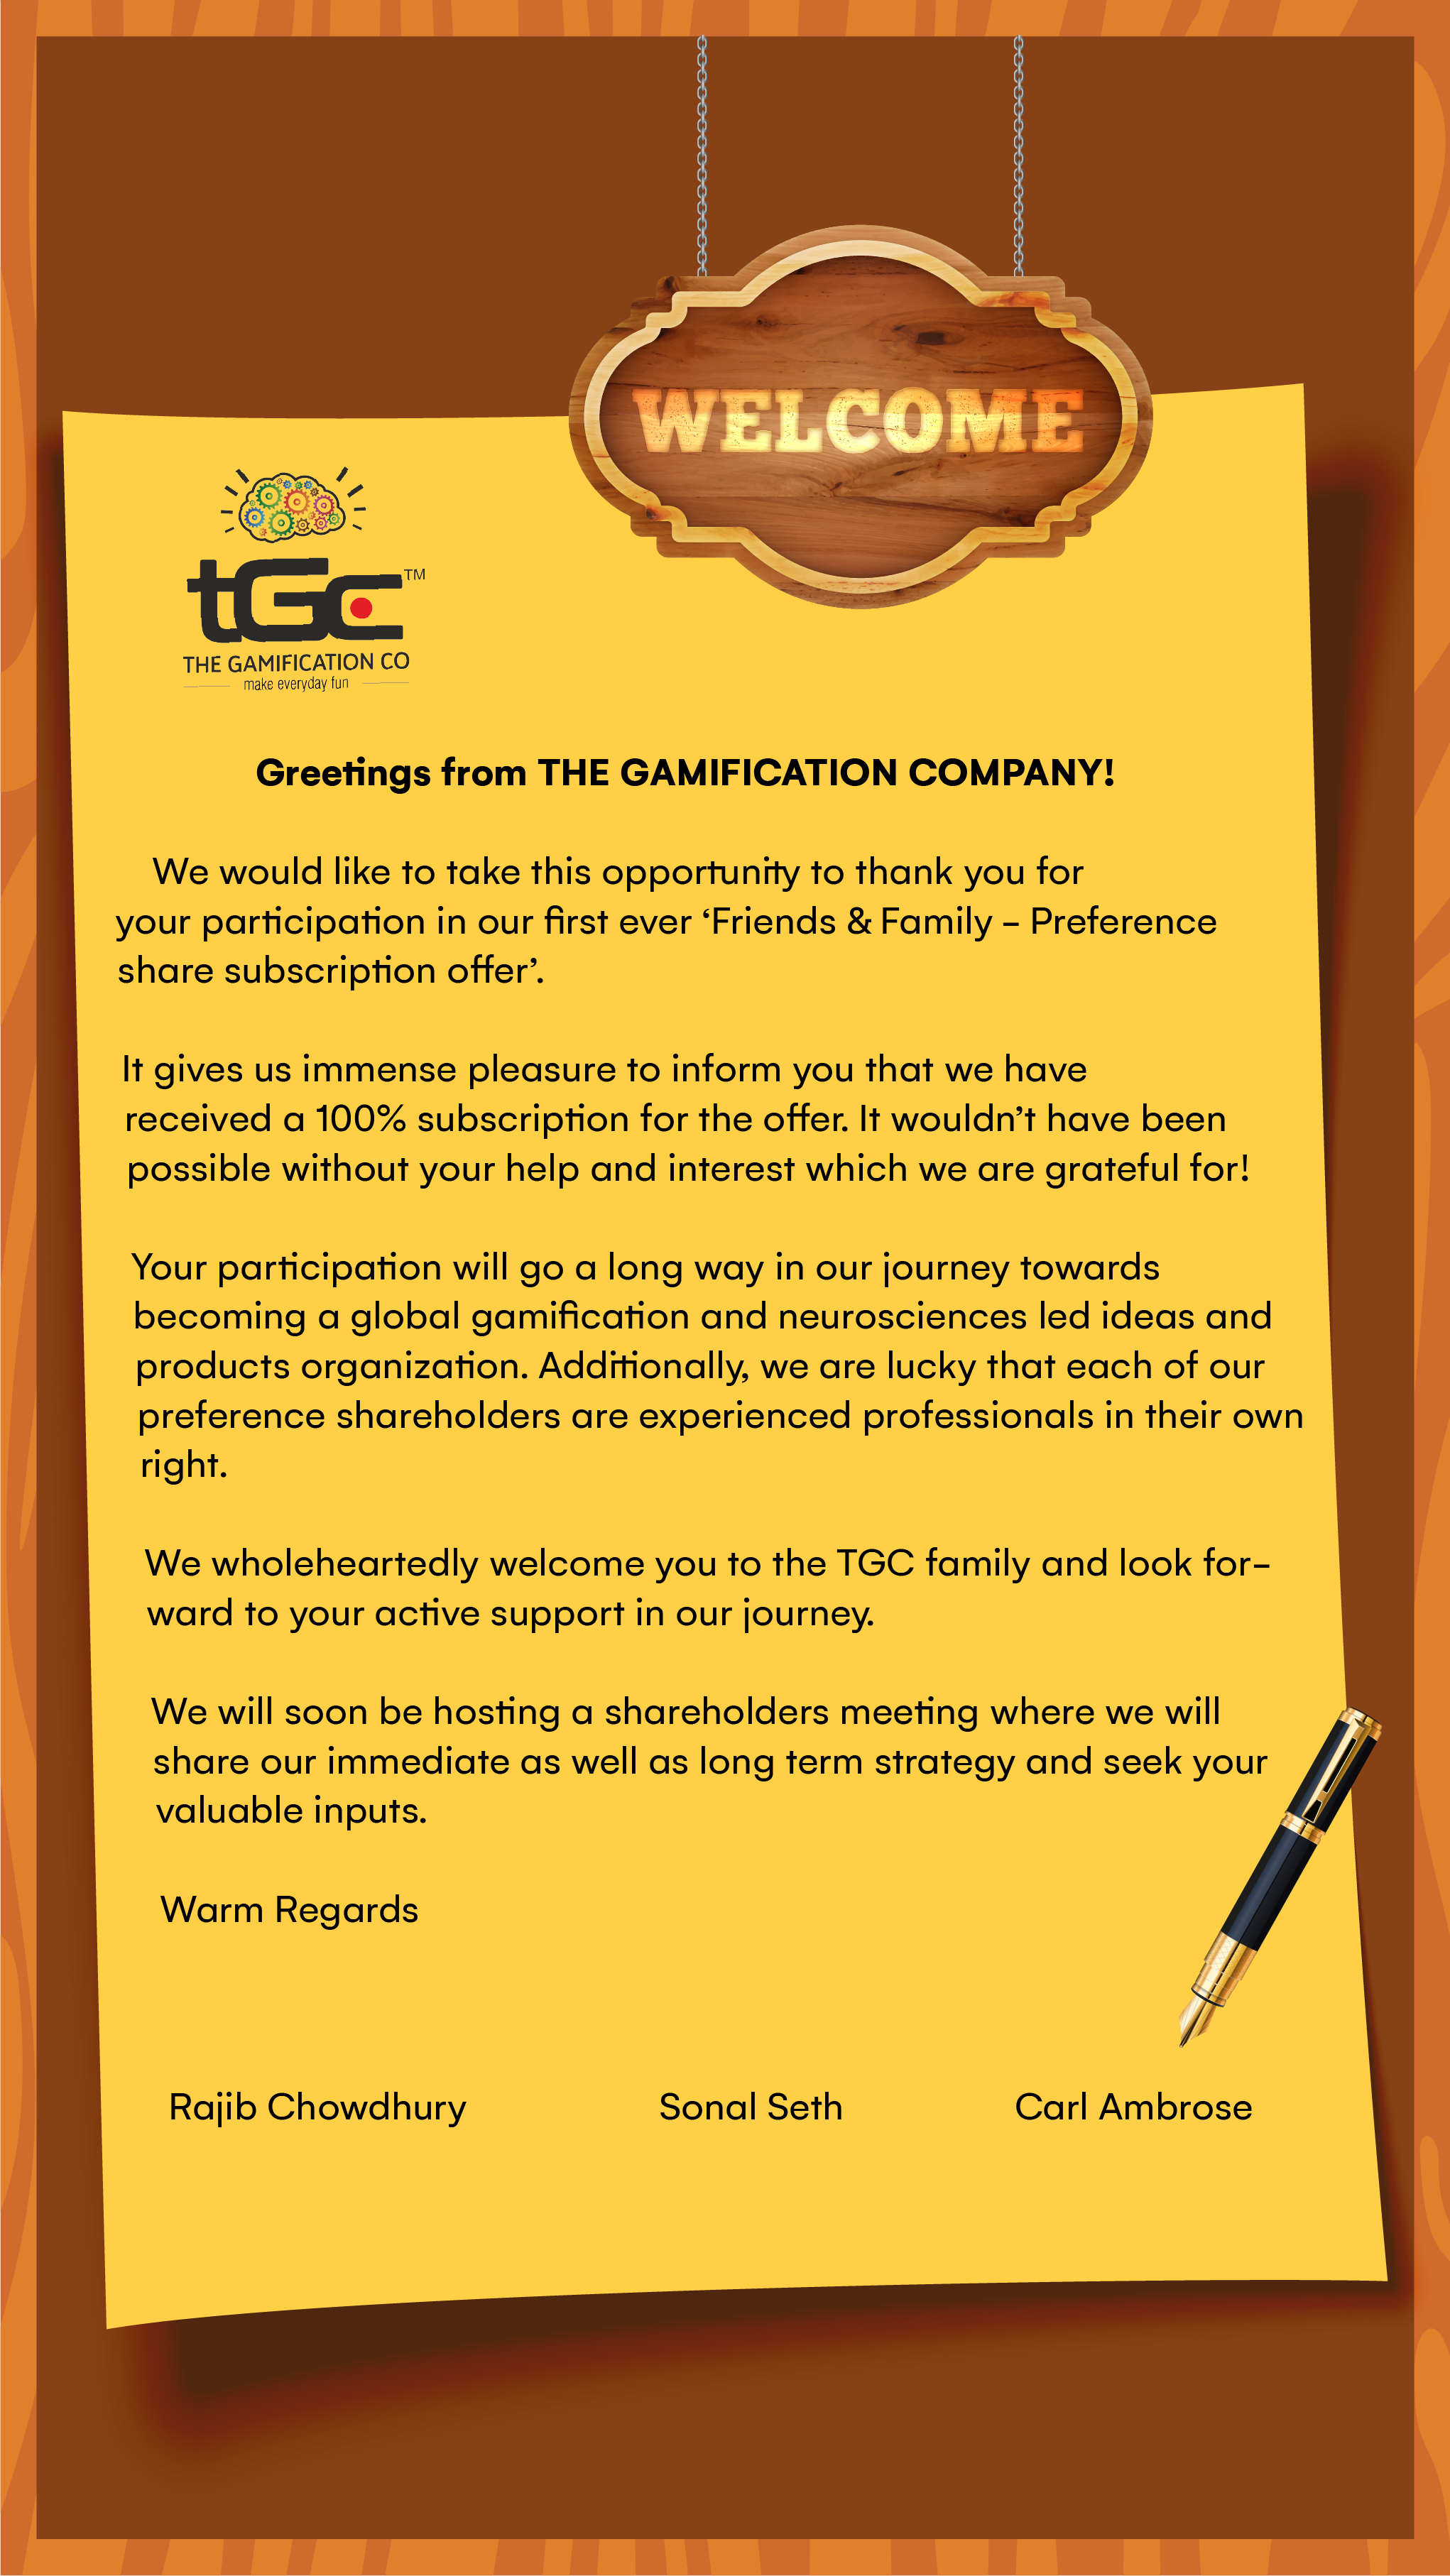 WELCOME
tGc™
THE GAMIFICATION CO
make everyday fun
Greetings from THE GAMIFICATION COMPANY!
We would like to take this opportunity to thank you for
your participation in our first ever ‘Friends & Family – Preference
share subscription offer’.
It gives us immense pleasure to inform you that we have
received a 100% subscription for the offer. It wouldn’t have been
possible without your help and interest which we are grateful for!
Your participation will go a long way in our journey towards
becoming a global gamification and neurosciences led ideas and
products organization. Additionally, we are lucky that each of our
preference shareholders are experienced professionals in their own
right.
We wholeheartedly welcome you to the TGC family and look for-
ward to your active support in our journey.
We will soon be hosting a shareholders meeting where we will
share our immediate as well as long term strategy and seek your
valuable inputs.
Warm Regards
Rajib Chowdhury Sonal Seth Carl Ambrose